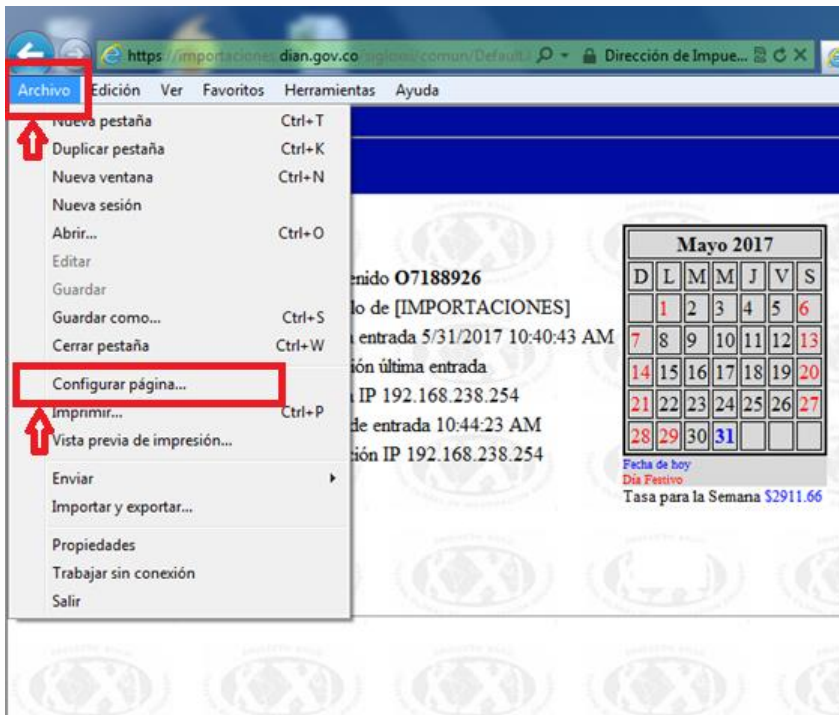 https://importaciones.dian.gov.co/sigloxxi/comun/Default. Dirección de Impue...
Archivo Edición Ver Favoritos Herramientas Ayuda
Nueva pestaña Ctrl+T
Duplicar pestaña Ctrl+K
Nueva ventana Ctrl+N
Nueva sesión
Abrir... Ctrl+O
Editar
Guardar
Guardar como... Ctrl+S
Cerrar pestaña Ctrl+W
Configurar página...
Imprimir... Ctrl+P
Vista previa de impresión...
Enviar
Importar y exportar...
Propiedades
Trabajar sin conexión
Salir
enido O7188926
lo de [IMPORTACIONES]
entrada 5/31/2017 10:40:43 AM
ión última entrada
IP 192.168.238.254
de entrada 10:44:23 AM
ión IP 192.168.238.254
Mayo 2017
D L M M J V S
1 2 3 4 5 6
7 8 9 10 11 12 13
14 15 16 17 18 19 20
21 22 23 24 25 26 27
28 29 30 31
Fecha de hoy
Dia Festivo
Tasa para la Semana $2911.66